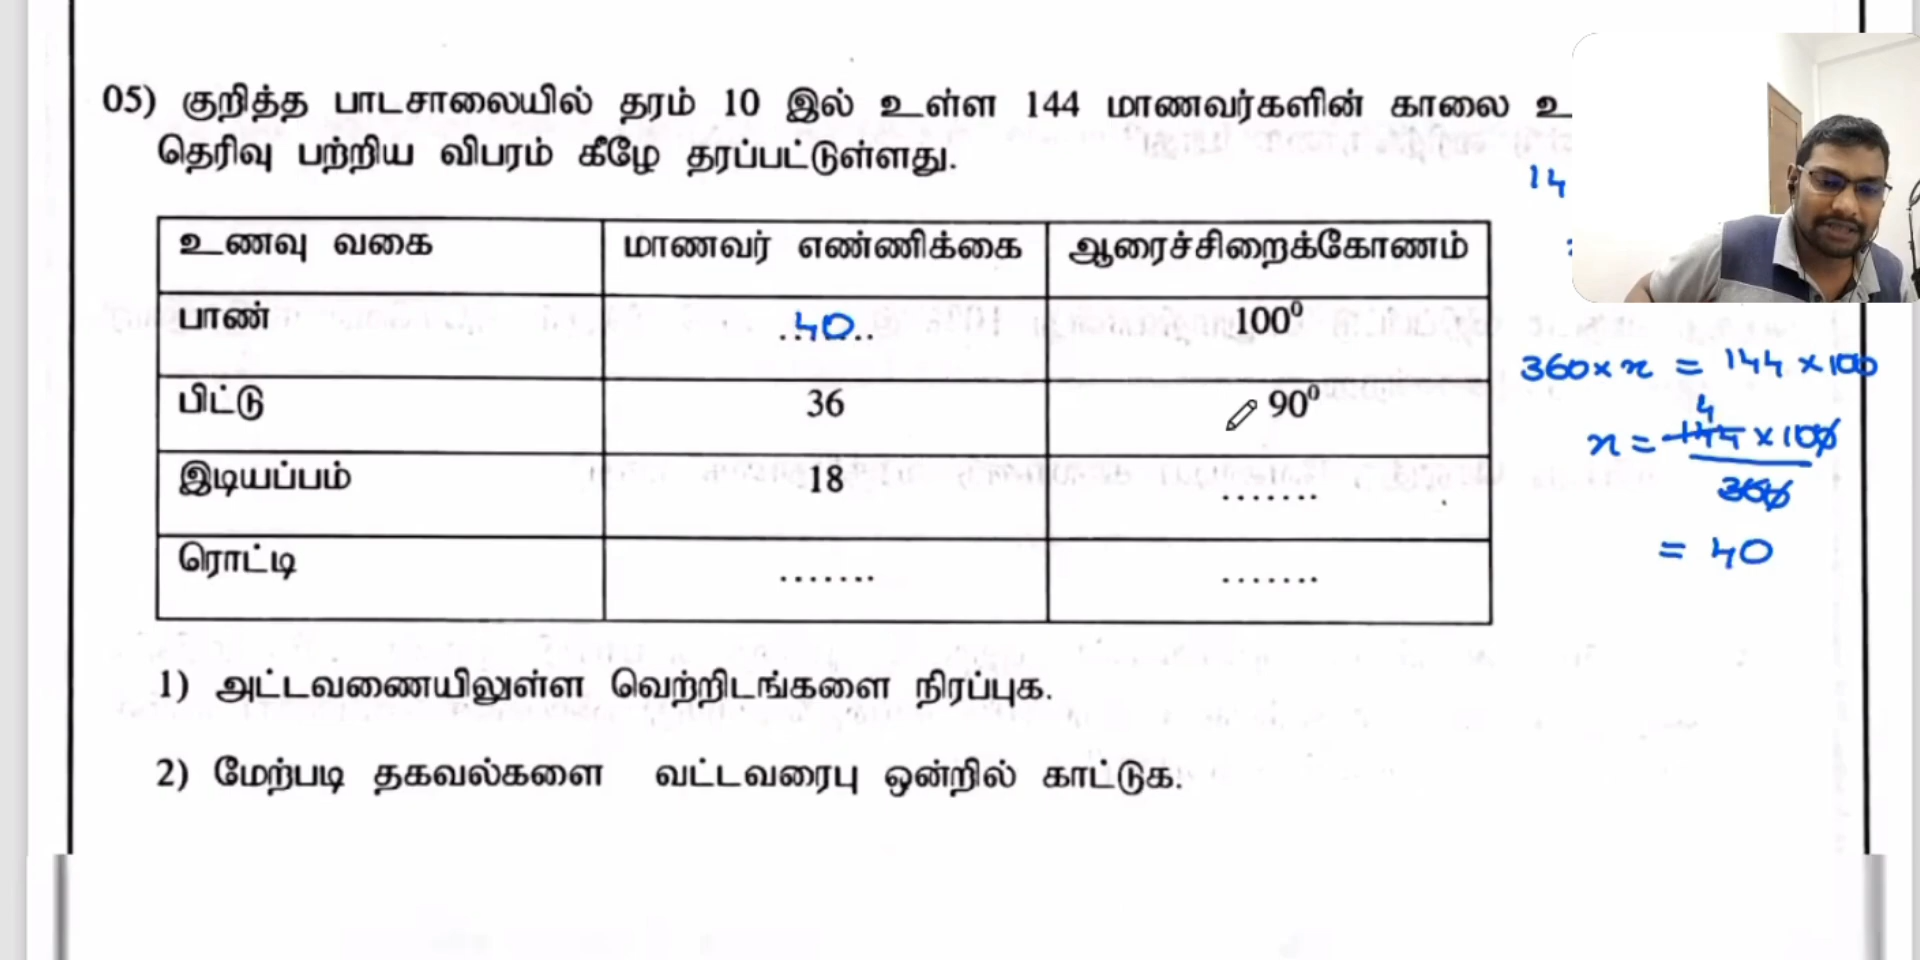 05) குறித்த பாடசாலையில் தரம் 10 இல் உள்ள 144 மாணவர்களின் காலை
தெரிவு பற்றிய விபரம் கீழே தரப்பட்டுள்ளது.
14
உணவு வகை மாணவர் எண்ணிக்கை ஆரைச்சிறைக்கோணம்
பாண் 40 100⁰
பிட்டு 36 90⁰
இடியப்பம் 18 .......
ரொட்டி ....... .......
360 × x = 144 × 100
4
x = 144 × 100
360
= 40
1) அட்டவணையிலுள்ள வெற்றிடங்களை நிரப்புக.
2) மேற்படி தகவல்களை வட்டவரைபு ஒன்றில் காட்டுக.